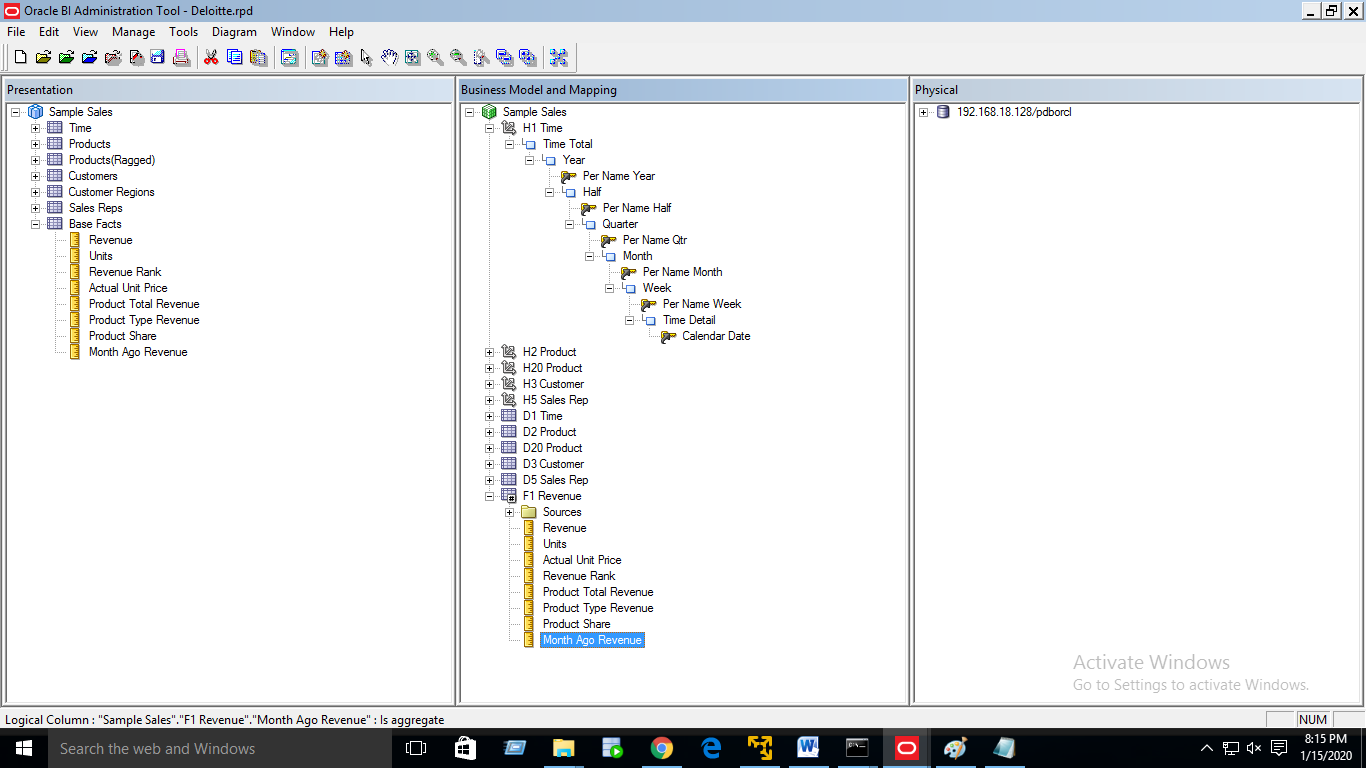 Oracle BI Administration Tool - Deloitte.rpd
File Edit View Manage Tools Diagram Window Help
Presentation
Sample Sales
Time
Products
Products(Ragged)
Customers
Customer Regions
Sales Reps
Base Facts
Revenue
Units
Revenue Rank
Actual Unit Price
Product Total Revenue
Product Type Revenue
Product Share
Month Ago Revenue
Business Model and Mapping
Sample Sales
H1 Time
Time Total
Year
Per Name Year
Half
Per Name Half
Quarter
Per Name Qtr
Month
Per Name Month
Week
Per Name Week
Time Detail
Calendar Date
H2 Product
H20 Product
H3 Customer
H5 Sales Rep
D1 Time
D2 Product
D20 Product
D3 Customer
D5 Sales Rep
F1 Revenue
Sources
Revenue
Units
Actual Unit Price
Revenue Rank
Product Total Revenue
Product Type Revenue
Product Share
Month Ago Revenue
Physical
192.168.18.128/pdborcl
Activate Windows
Go to Settings to activate Windows.
Logical Column : "Sample Sales"."F1 Revenue"."Month Ago Revenue" : Is aggregate
NUM
Search the web and Windows
8:15 PM
1/15/2020